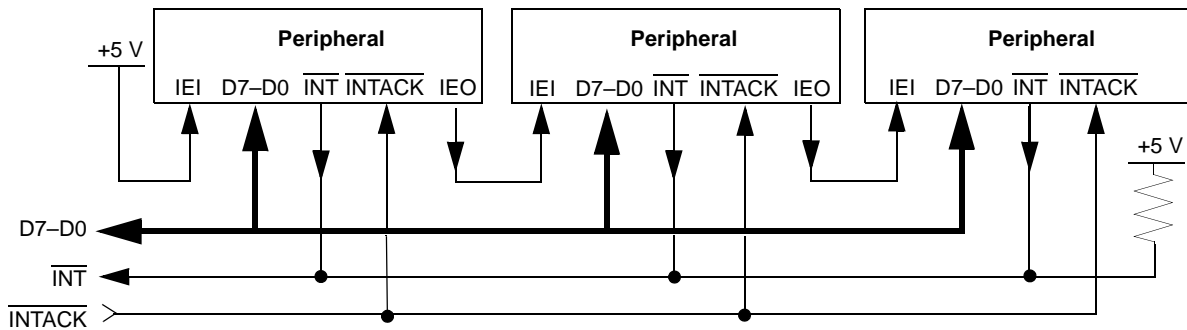 Peripheral Peripheral Peripheral
+5 V
IEI D7–D0 INT INTACK IEO IEI D7–D0 INT INTACK IEO IEI D7–D0 INT INTACK
+5 V
D7–D0
INT
INTACK